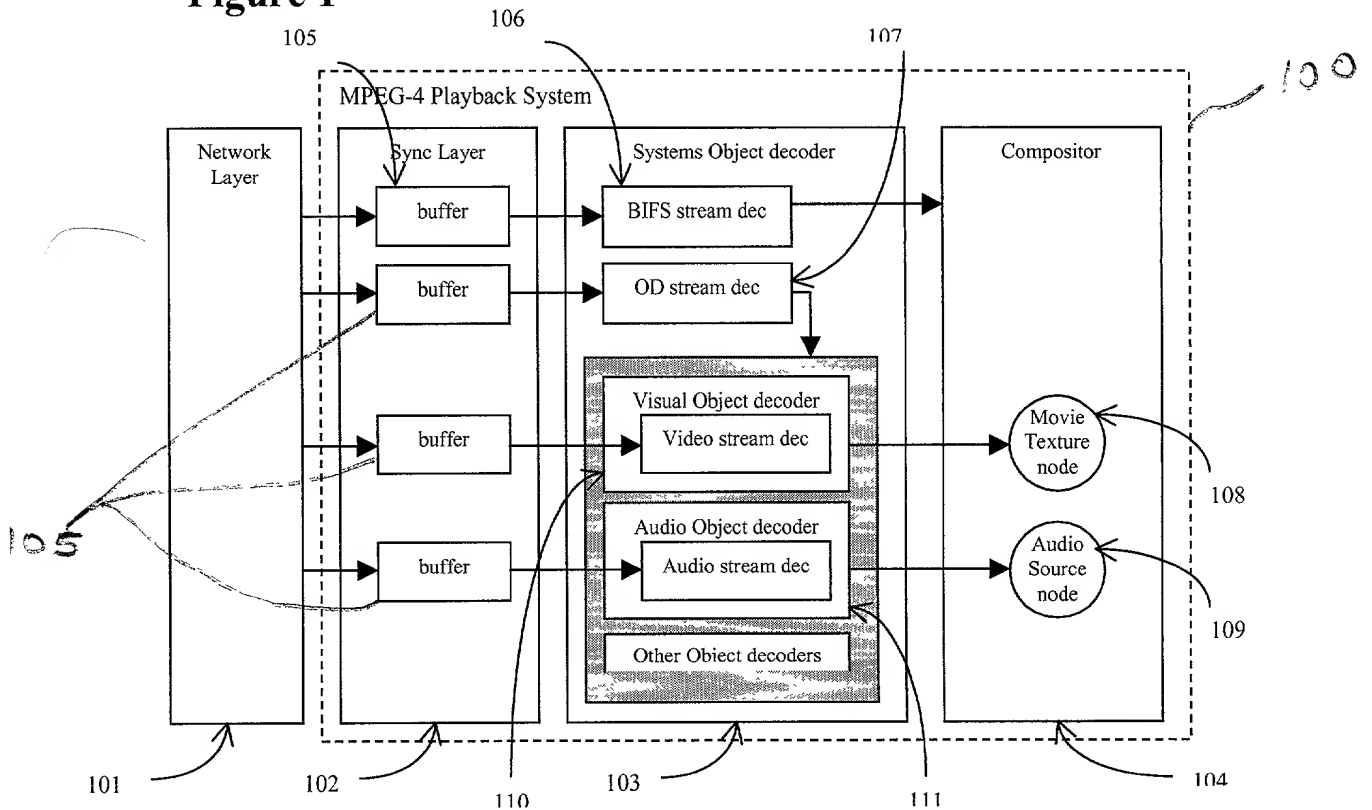 Figure 1
105
106
107
100
MPEG-4 Playback System
Network
Layer
Sync Layer
Systems Object decoder
Compositor
buffer
BIFS stream dec
buffer
OD stream dec
Visual Object decoder
buffer
Video stream dec
Movie
Texture
node
108
105
Audio Object decoder
buffer
Audio stream dec
Audio
Source
node
109
Other Object decoders
101
102
110
103
111
104